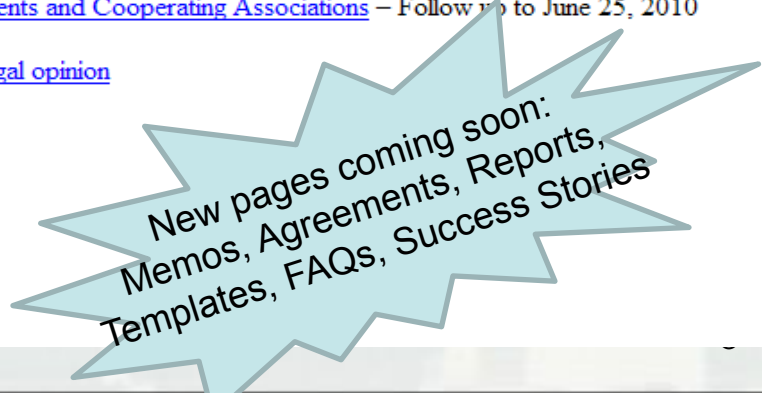 ents and Cooperating Associations – Follow up to June 25, 2010
gal opinion
New pages coming soon:
Memos, Agreements, Reports,
Templates, FAQs, Success Stories